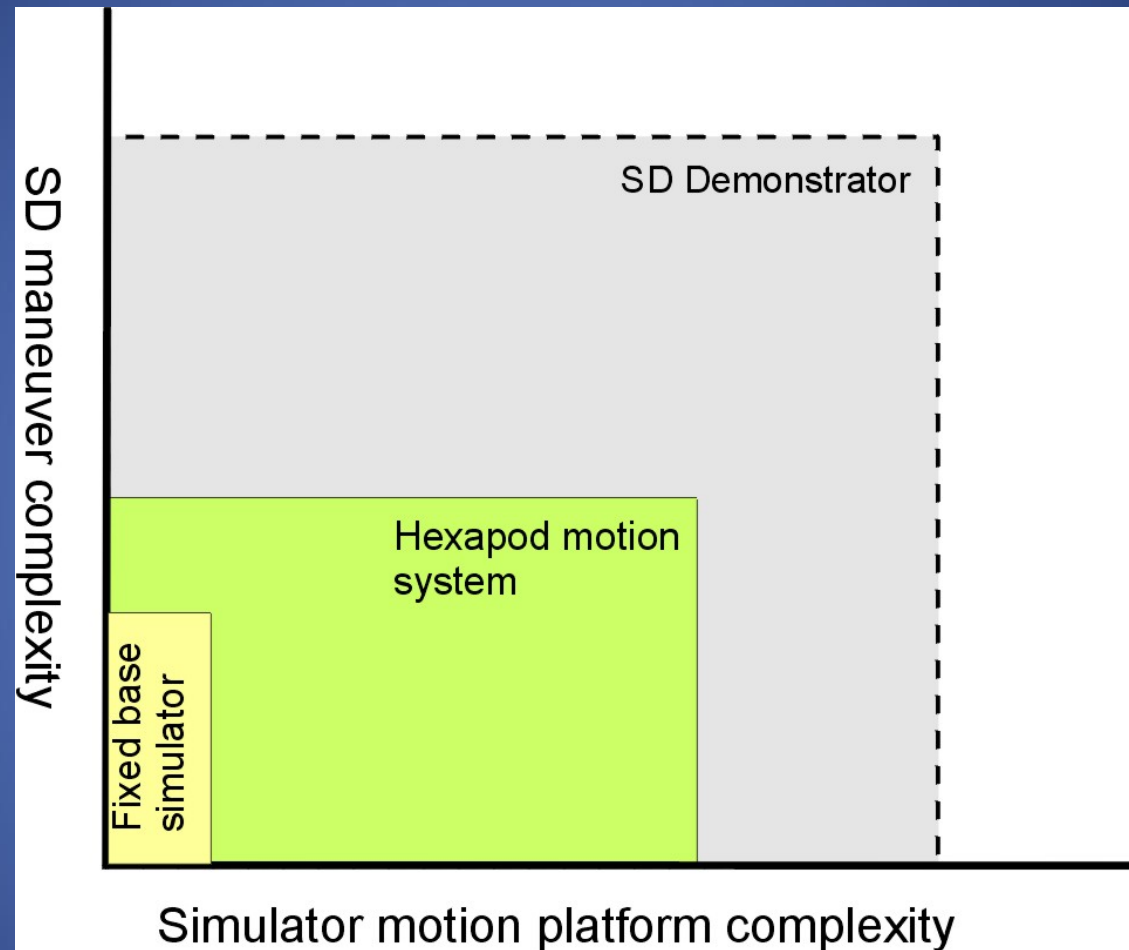 SD maneuver complexity
SD Demonstrator
Hexapod motion
system
Fixed base
simulator
Simulator motion platform complexity